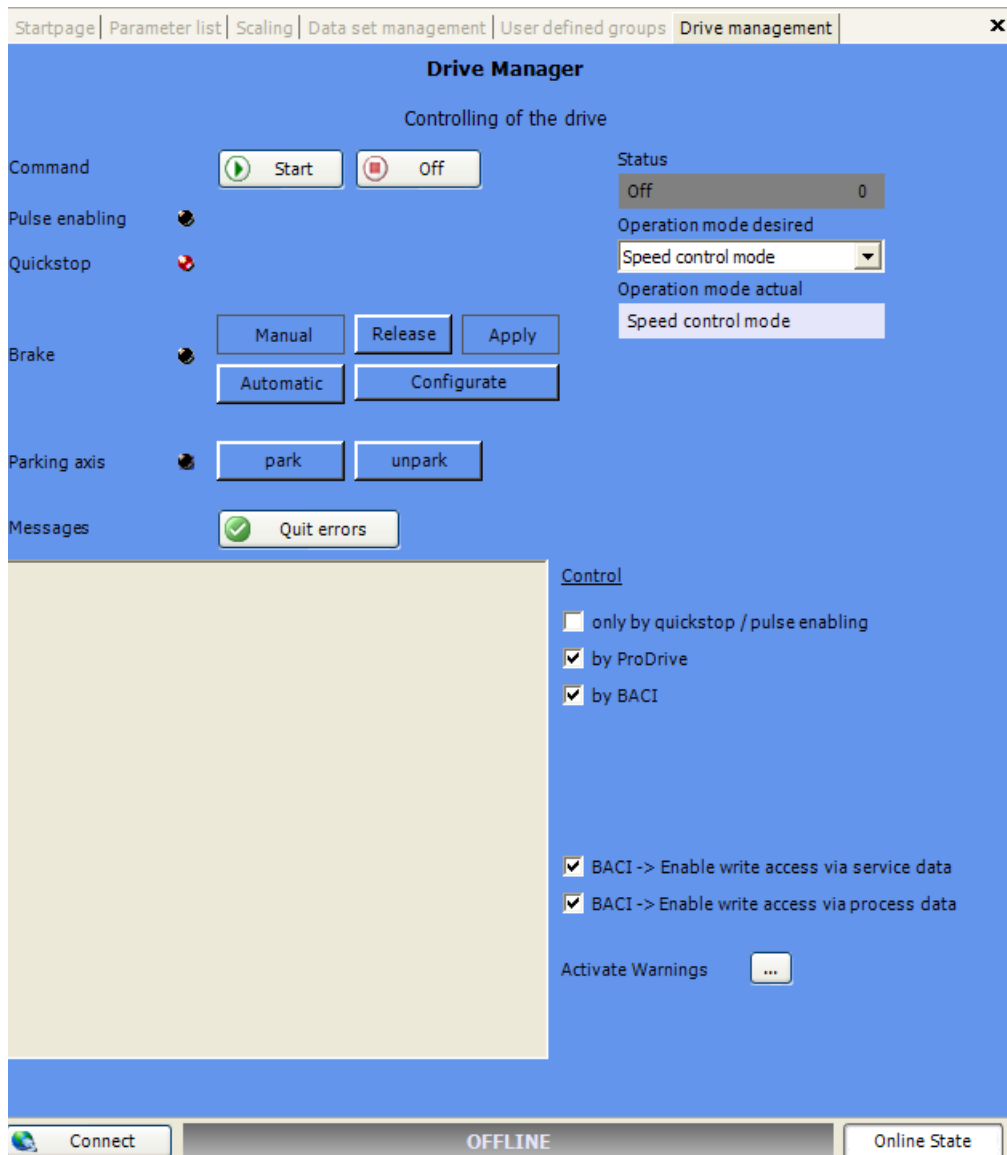 Startpage Parameter list Scaling Data set management User defined groups Drive management x
Drive Manager
Controlling of the drive
Command Start Off
Status
Off 0
Pulse enabling
Operation mode desired
Quickstop
Speed control mode
Operation mode actual
Speed control mode
Brake
Manual Release Apply
Automatic Configurate
Parking axis park unpark
Messages Quit errors
Control
only by quickstop / pulse enabling
by ProDrive
by BACI
BACI -> Enable write access via service data
BACI -> Enable write access via process data
Activate Warnings ...
Connect OFFLINE Online State